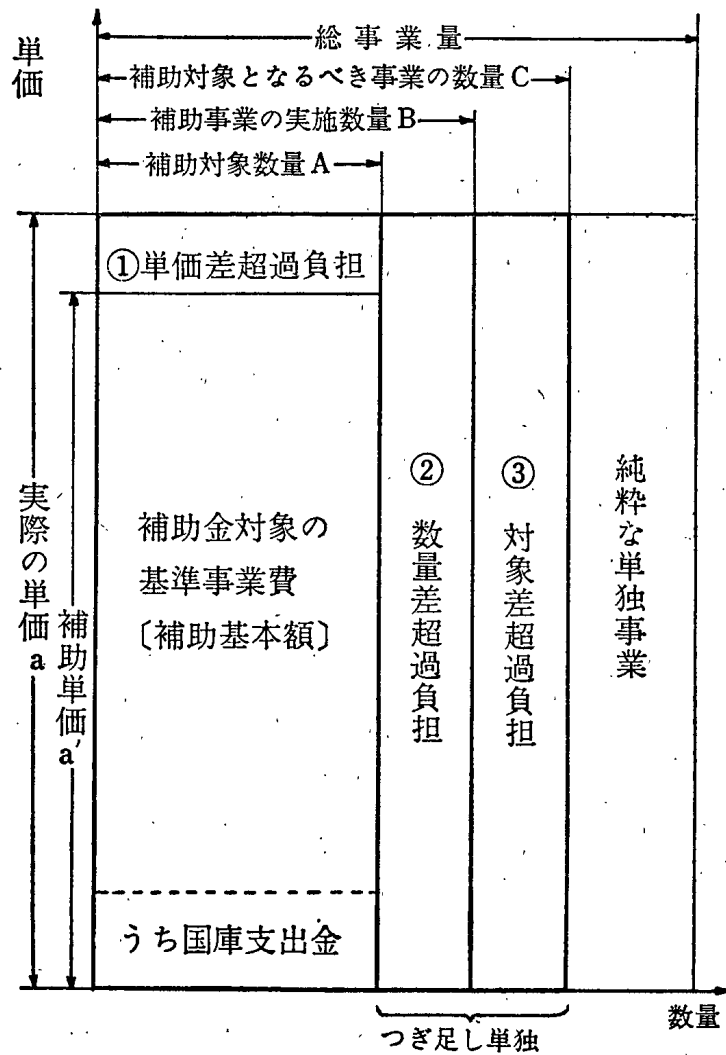 単価
総事業量
補助対象となるべき事業の数量C
補助事業の実施数量B
補助対象数量A
①単価差超過負担
実際の単価a
補助単価a′
補助金対象の
基準事業費
〔補助基本額〕
②数量差超過負担
③対象差超過負担
純粋な単独事業
うち国庫支出金
数量
つぎ足し単独